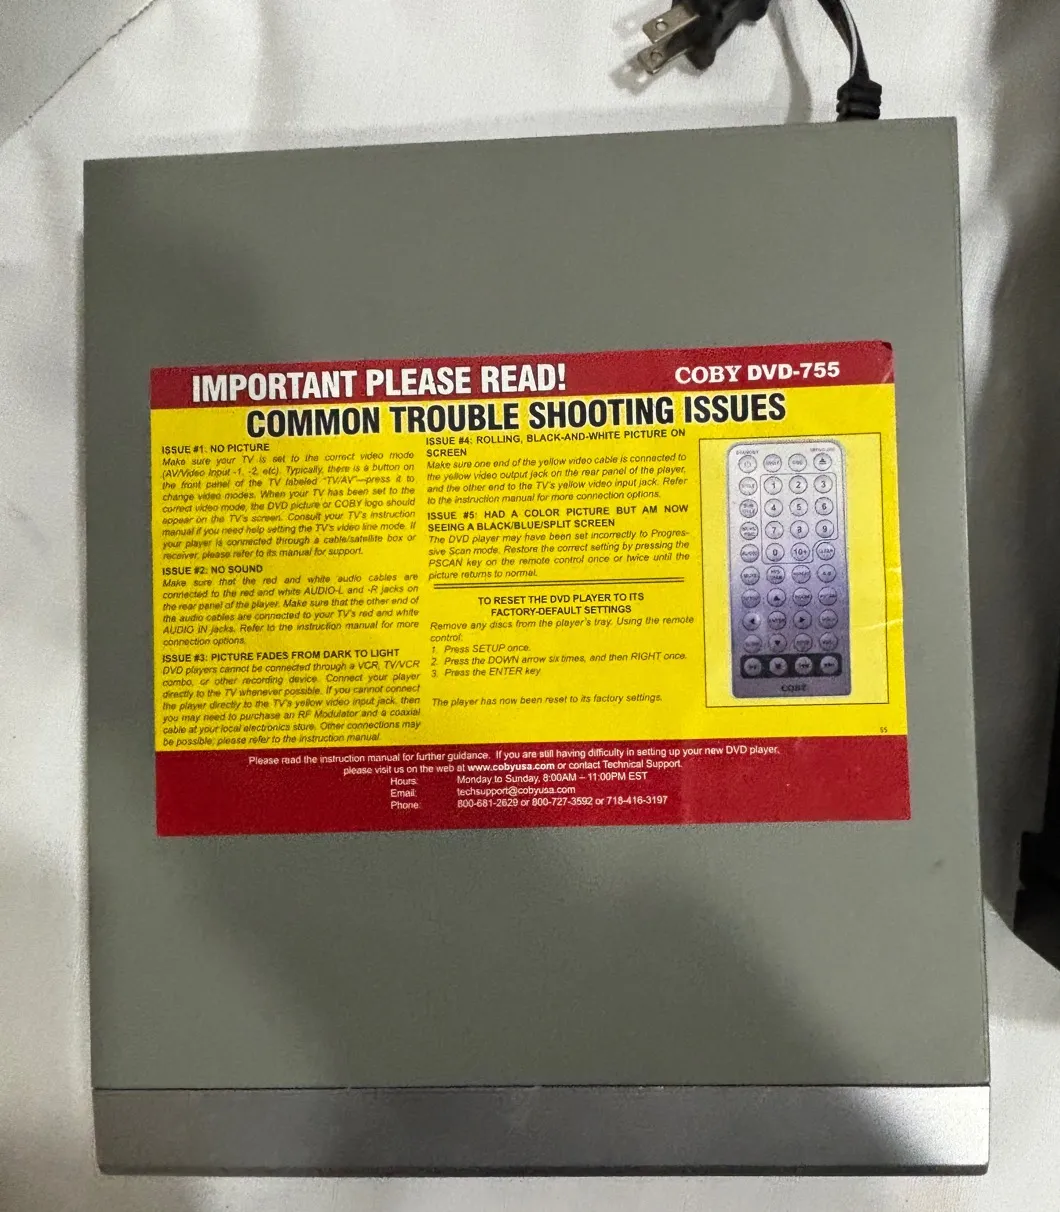 IMPORTANT PLEASE READ!
COBY DVD-755
COMMON TROUBLE SHOOTING ISSUES
ISSUE #1: NO PICTURE
Make sure your TV is set to the correct video mode
(AV/Video Input -1, -2, etc). Typically, there is a button on
the front panel of the TV labeled "TV/AV"—press it to
change video modes. When your TV has been set to the
correct video mode, the DVD picture or COBY logo should
appear on the TV's screen. Consult your TV's instruction
manual if you need help setting the TV's video line mode. If
your player is connected through a cable/satellite box or
receiver, please refer to its manual for support.
ISSUE #2: NO SOUND
Make sure that the red and white audio cables are
connected to the red and white AUDIO-L and -R jacks on
the rear panel of the player. Make sure that the other end of
the audio cables are connected to your TV's red and white
AUDIO IN jacks. Refer to the instruction manual for more
connection options.
ISSUE #3: PICTURE FADES FROM DARK TO LIGHT
DVD players cannot be connected through a VCR, TV/VCR
combo, or other recording device. Connect your player
directly to the TV whenever possible. If you cannot connect
the player directly to the TV's yellow video input jack, then
you may need to purchase an RF Modulator and a coaxial
cable at your local electronics store. Other connections may
be possible; please refer to the instruction manual
ISSUE #4: ROLLING, BLACK-AND-WHITE PICTURE ON
SCREEN
Make sure one end of the yellow video cable is connected to
the yellow video output jack on the rear panel of the player,
and the other end to the TV's yellow video input jack. Refer
to the instruction manual for more connection options.
ISSUE #5: HAD A COLOR PICTURE BUT AM NOW
SEEING A BLACK/BLUE/SPLIT SCREEN
The DVD player may have been set incorrectly to Progres-
sive Scan mode. Restore the correct setting by pressing the
PSCAN key on the remote control once or twice until the
picture returns to normal.
TO RESET THE DVD PLAYER TO ITS
FACTORY-DEFAULT SETTINGS
Remove any discs from the player's tray. Using the remote
control:
1. Press SETUP once.
2. Press the DOWN arrow six times, and then RIGHT once.
3. Press the ENTER key
The player has now been reset to its factory settings.
1 2 3
4 5 6
7 8 9
0 10+
COBY
55
Please read the instruction manual for further guidance. If you are still having difficulty in setting up your new DVD player,
please visit us on the web at www.cobyusa.com or contact Technical Support.
Hours: Monday to Sunday, 8:00AM – 11:00PM EST
Email: techsupport@cobyusa.com
Phone: 800-681-2629 or 800-727-3592 or 718-416-3197